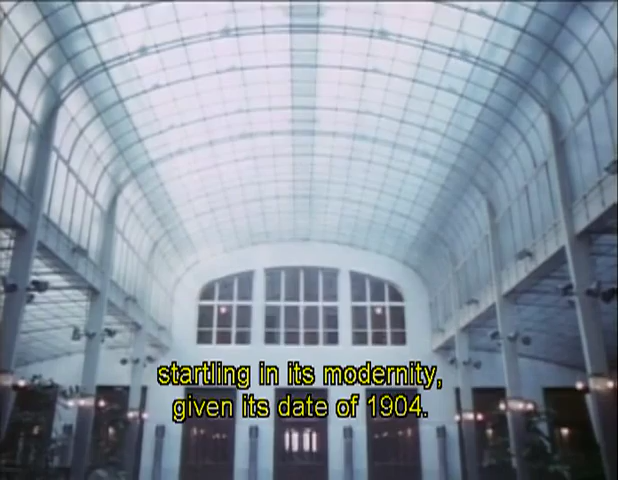 startling in its modernity,
given its date of 1904.